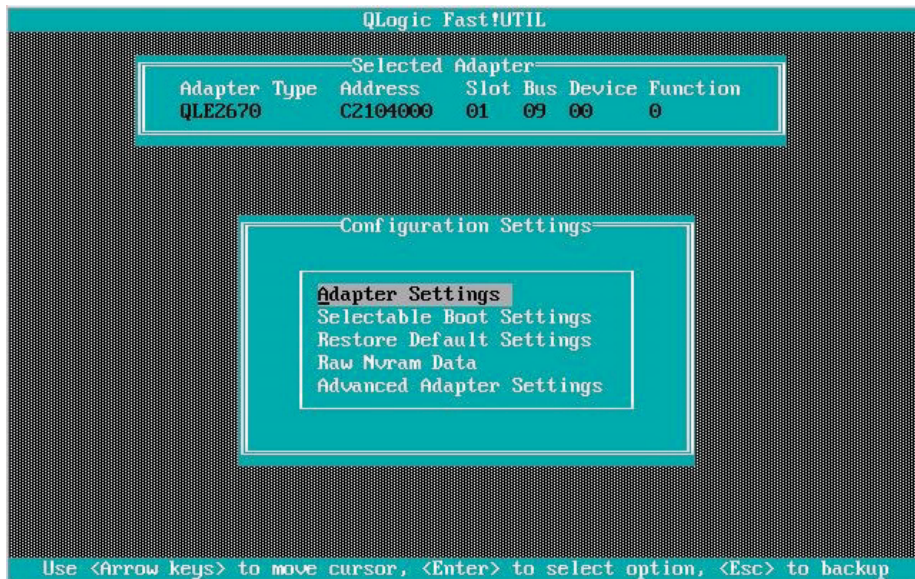 QLogic Fast!UTIL
Selected Adapter
Adapter Type Address Slot Bus Device Function
QLE2670 C2104000 01 09 00 0
Configuration Settings
Adapter Settings
Selectable Boot Settings
Restore Default Settings
Raw Nvram Data
Advanced Adapter Settings
Use <Arrow keys> to move cursor, <Enter> to select option, <Esc> to backup